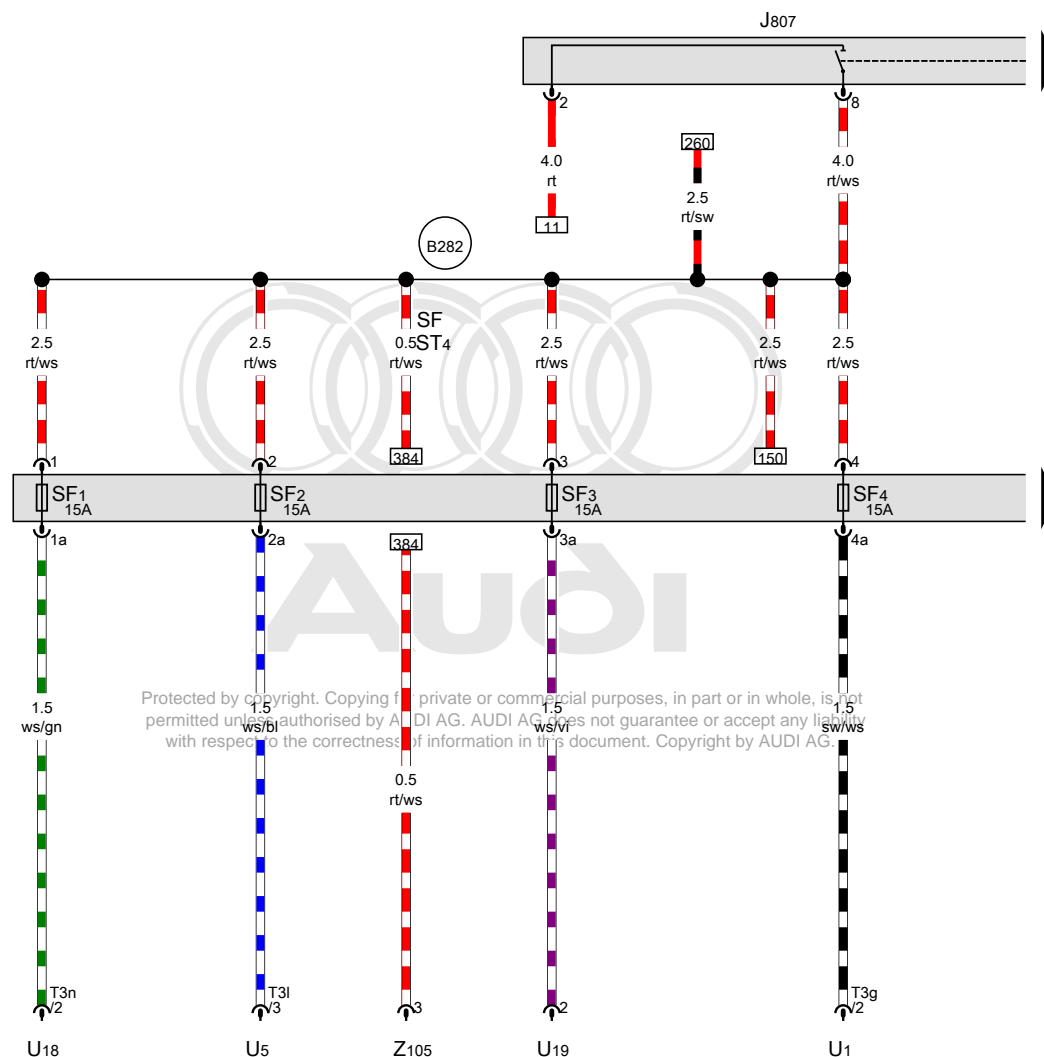 J807
2
8
260
4.0
rt
4.0
rt/ws
2.5
rt/sw
11
B282
SF
ST4
2.5
rt/ws
2.5
rt/ws
0.5
rt/ws
2.5
rt/ws
2.5
rt/ws
2.5
rt/ws
1
2
384
3
150
4
SF1
15A
SF2
15A
SF3
15A
SF4
15A
1a
2a
384
3a
4a
Audi
Protected by copyright. Copying for private or commercial purposes, in part or in whole, is not
permitted unless authorised by AUDI AG. AUDI AG does not guarantee or accept any liability
with respect to the correctness of information in this document. Copyright by AUDI AG.
1.5
ws/gn
1.5
ws/bl
1.5
ws/vi
1.5
sw/ws
0.5
rt/ws
T3n
/2
T3l
/3
3
2
T3g
/2
U18
U5
Z105
U19
U1